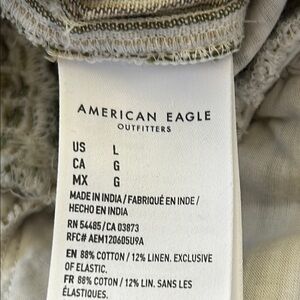 AMERICAN EAGLE
OUTFITTERS
US L
CA G
MX G
MADE IN INDIA / FABRIQUÉ EN INDE /
HECHO EN INDIA
RN 54485 / CA 03873
RFC# AEM120605U9A
EN 88% COTTON / 12% LINEN. EXCLUSIVE
OF ELASTIC.
FR 88% COTON / 12% LIN. SANS LES
ÉLASTIQUES.